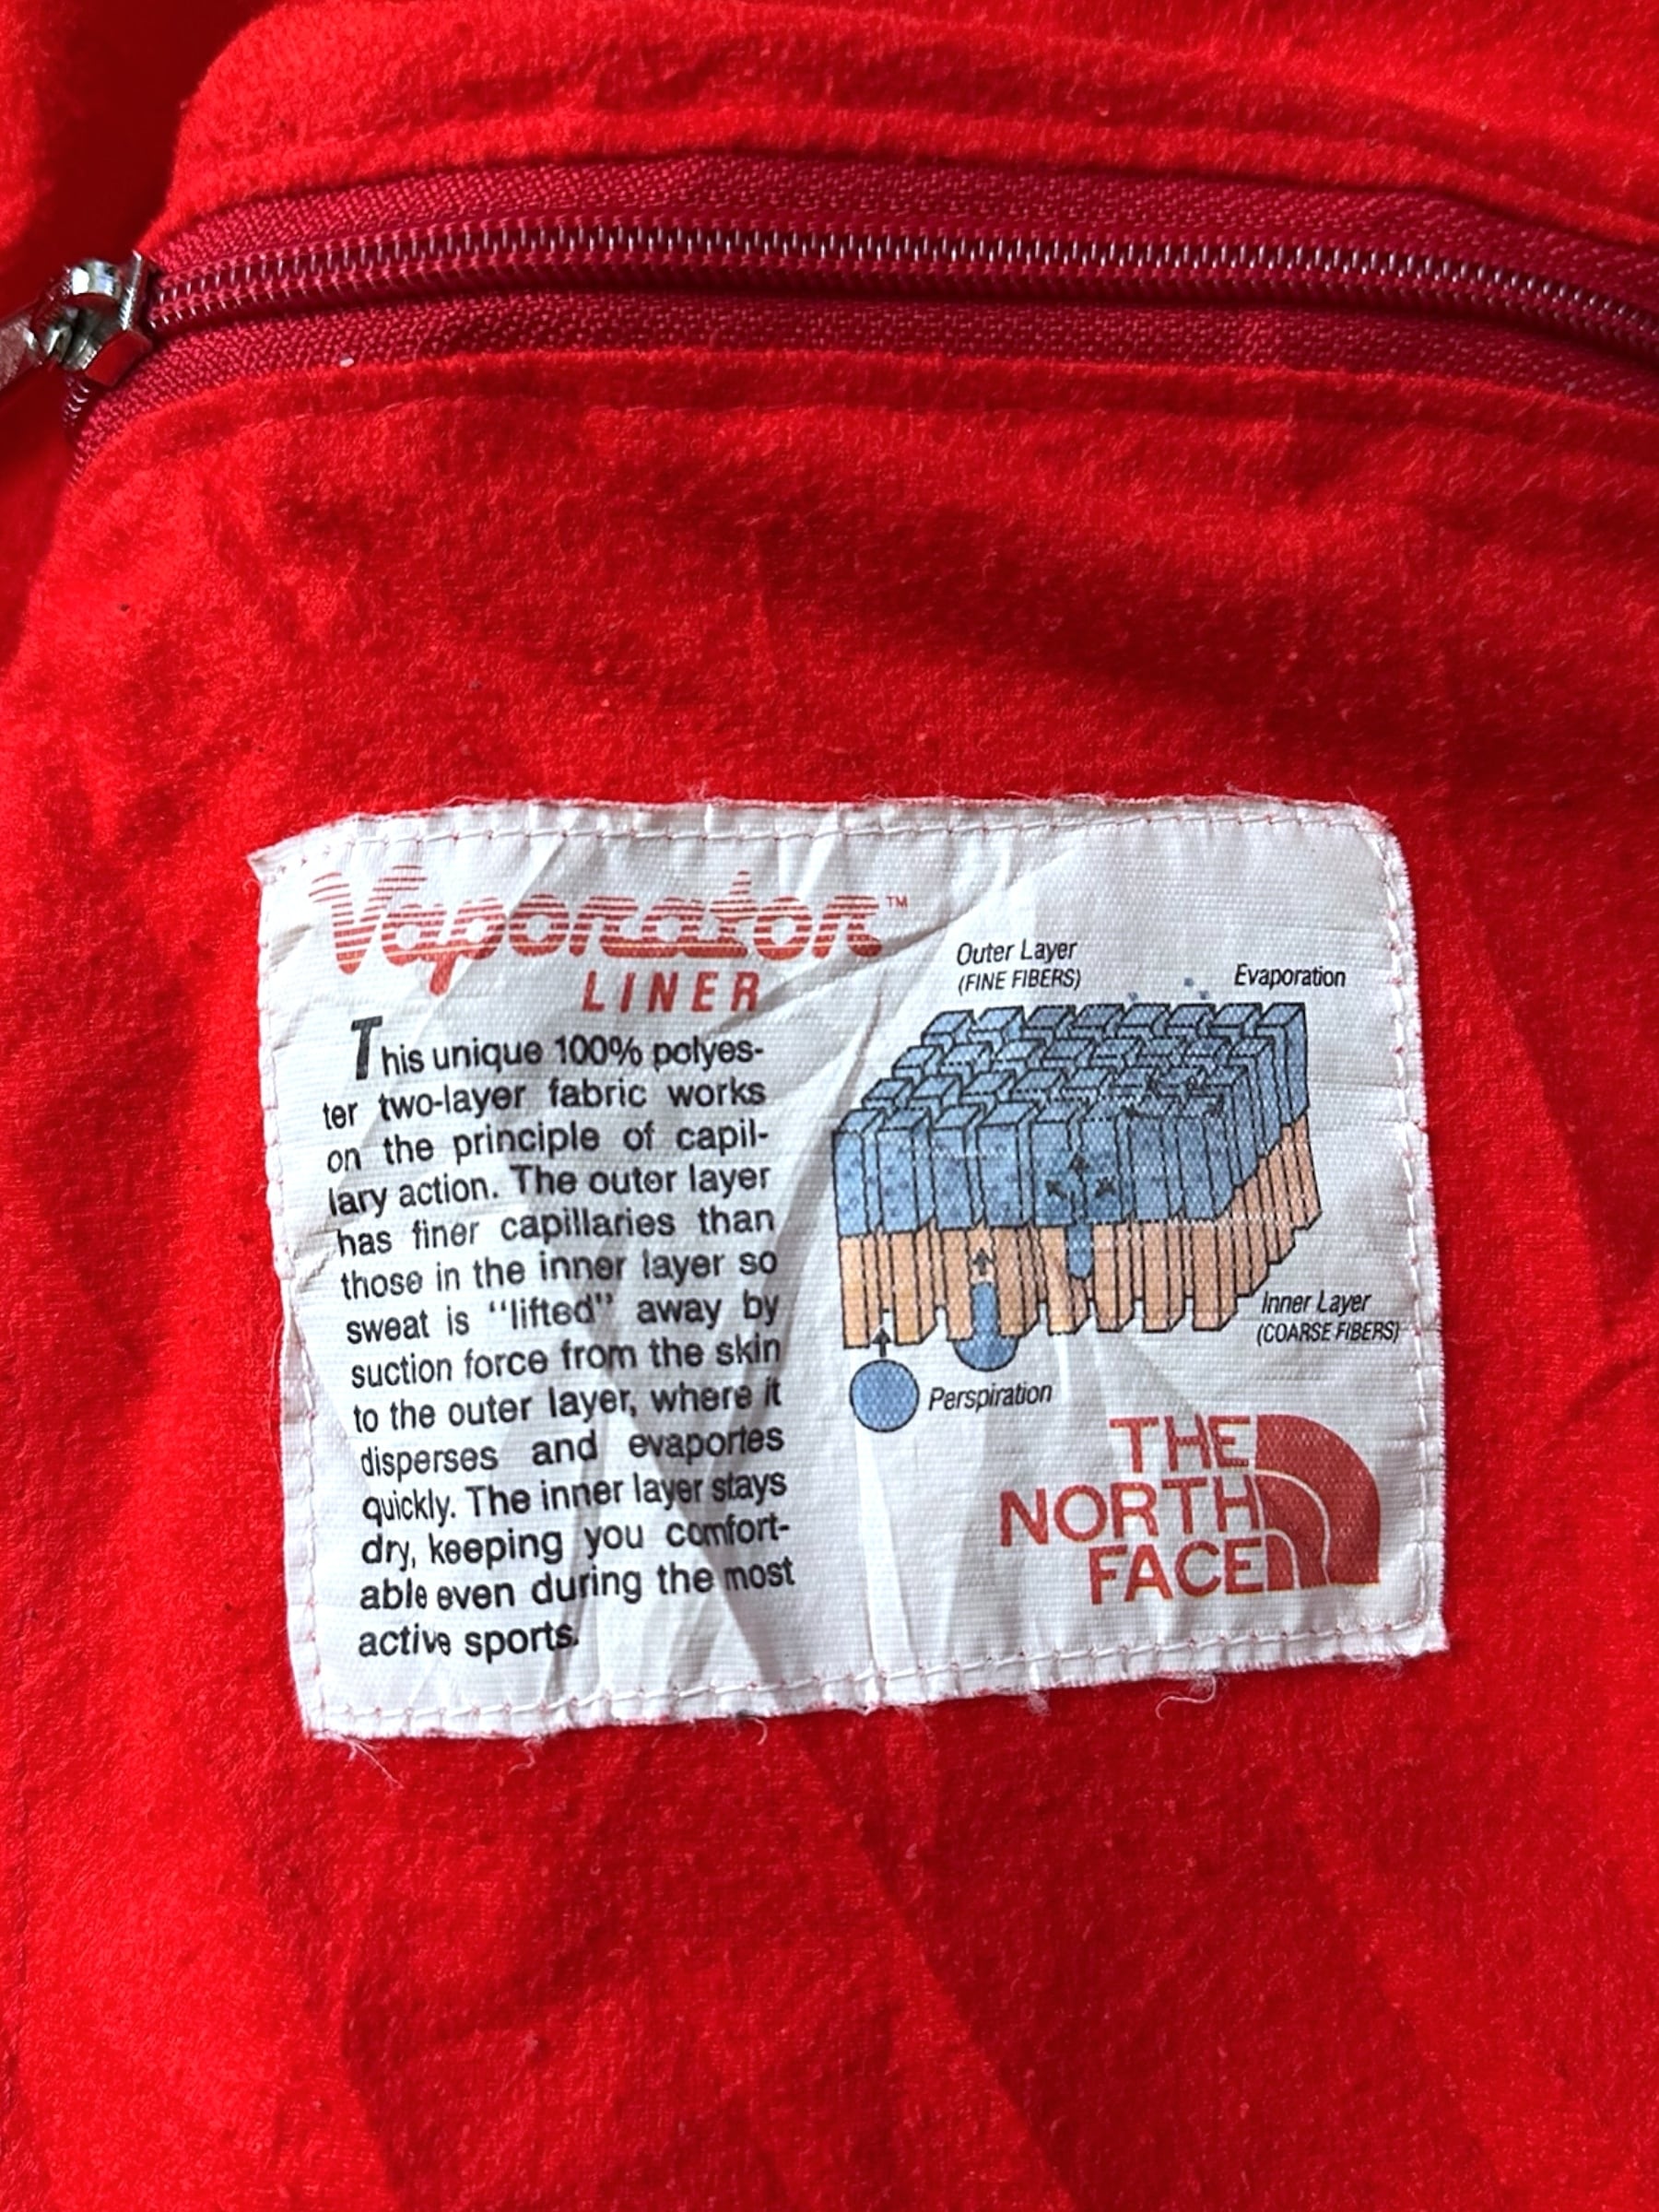 Vaporator™
LINER
This unique 100% polyes-
ter two-layer fabric works
on the principle of capil-
lary action. The outer layer
has finer capillaries than
those in the inner layer so
sweat is "lifted" away by
suction force from the skin
to the outer layer, where it
disperses and evaportes
quickly. The inner layer stays
dry, keeping you comfort-
able even during the most
active sports.
Outer Layer
(FINE FIBERS)
Evaporation
Inner Layer
(COARSE FIBERS)
Perspiration
THE
NORTH
FACE